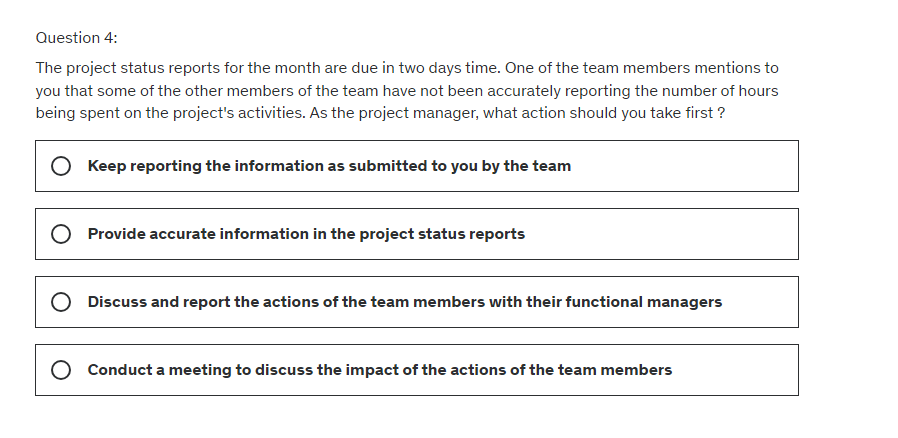 Question 4:
The project status reports for the month are due in two days time. One of the team members mentions to
you that some of the other members of the team have not been accurately reporting the number of hours
being spent on the project's activities. As the project manager, what action should you take first ?
Keep reporting the information as submitted to you by the team
Provide accurate information in the project status reports
Discuss and report the actions of the team members with their functional managers
Conduct a meeting to discuss the impact of the actions of the team members